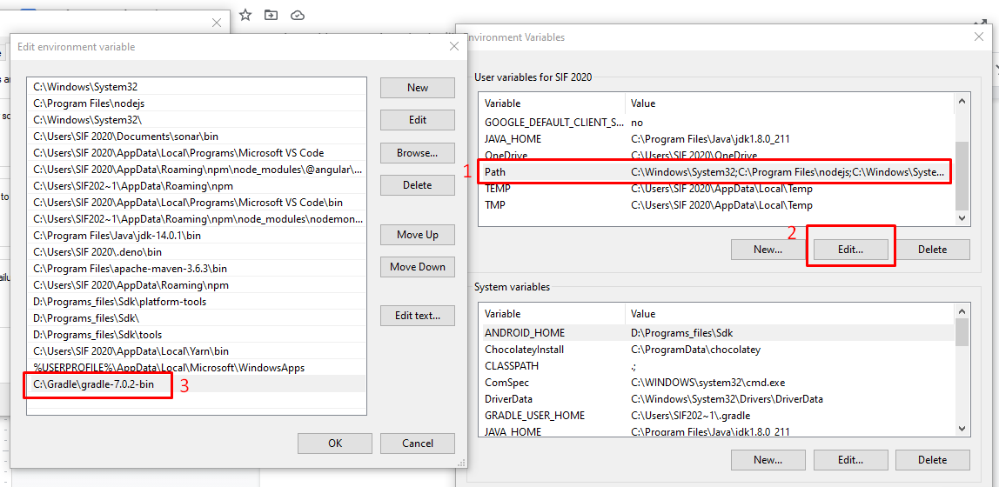 Edit environment variable
C:\Windows\System32
C:\Program Files\nodejs
C:\Windows\System32\
C:\Users\SIF 2020\Documents\sonar\bin
C:\Users\SIF 2020\AppData\Local\Programs\Microsoft VS Code
C:\Users\SIF 2020\AppData\Roaming\npm\node_modules\@angular\...
C:\Users\SIF202~1\AppData\Roaming\npm
C:\Users\SIF 2020\AppData\Local\Programs\Microsoft VS Code\bin
C:\Users\SIF202~1\AppData\Roaming\npm\node_modules\nodemon...
C:\Program Files\Java\jdk-14.0.1\bin
C:\Users\SIF 2020\.deno\bin
C:\Program Files\apache-maven-3.6.3\bin
C:\Users\SIF 2020\AppData\Roaming\npm
D:\Programs_files\Sdk\platform-tools
D:\Programs_files\Sdk\
D:\Programs_files\Sdk\tools
C:\Users\SIF 2020\AppData\Local\Yarn\bin
%USERPROFILE%\AppData\Local\Microsoft\WindowsApps
C:\Gradle\gradle-7.0.2-bin
3
New
Edit
Browse...
Delete
Move Up
Move Down
Edit text...
OK
Cancel
nvironment Variables
User variables for SIF 2020
Variable Value
GOOGLE_DEFAULT_CLIENT_S... no
JAVA_HOME C:\Program Files\Java\jdk1.8.0_211
OneDrive C:\Users\SIF 2020\OneDrive
1
Path C:\Windows\System32;C:\Program Files\nodejs;C:\Windows\Syste...
TEMP C:\Users\SIF 2020\AppData\Local\Temp
TMP C:\Users\SIF 2020\AppData\Local\Temp
2
New... Edit... Delete
System variables
Variable Value
ANDROID_HOME D:\Programs_files\Sdk
ChocolateyInstall C:\ProgramData\chocolatey
CLASSPATH .;
ComSpec C:\WINDOWS\system32\cmd.exe
DriverData C:\Windows\System32\Drivers\DriverData
GRADLE_USER_HOME C:\Users\SIF202~1\.gradle
JAVA_HOME C:\Program Files\Java\jdk1.8.0_211
New... Edit... Delete